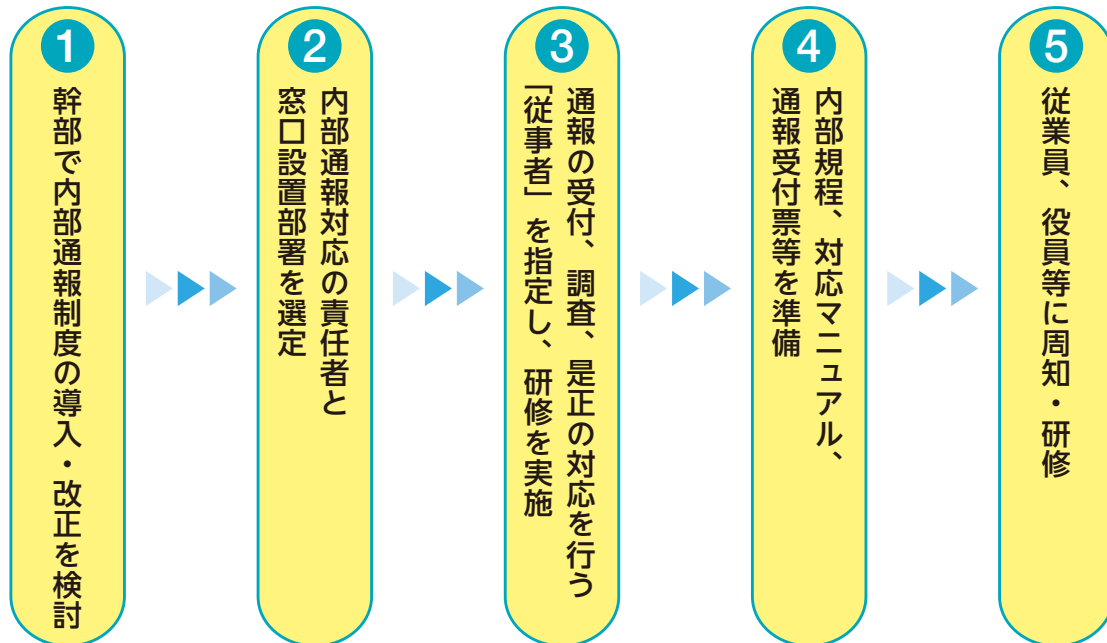 1
幹部で内部通報制度の導入・改正を検討
2
内部通報対応の責任者と
窓口設置部署を選定
3
通報の受付、調査、是正の対応を行う
「従事者」を指定し、研修を実施
4
内部規程、対応マニュアル、
通報受付票等を準備
5
従業員、役員等に周知・研修